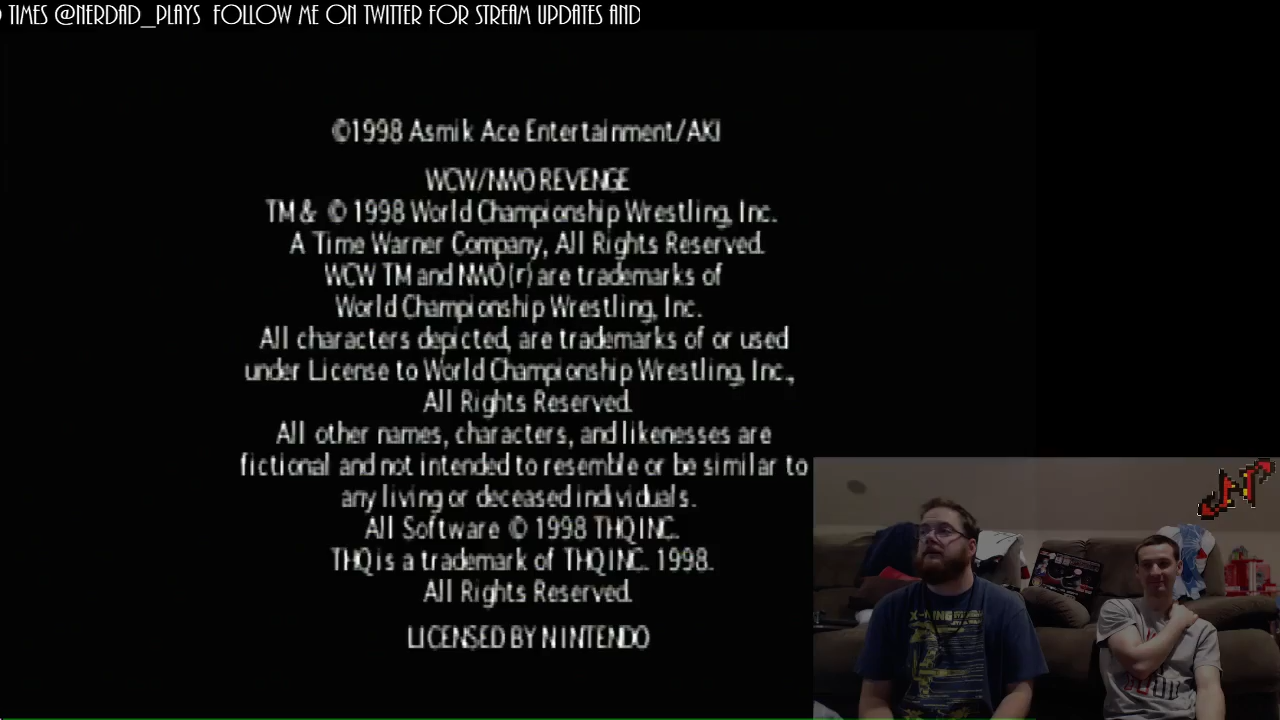 TIMES @NERDAD_PLAYS FOLLOW ME ON TWITTER FOR STREAM UPDATES AND
©1998 Asmik Ace Entertainment/AKI
WCW/NWO REVENGE
TM & © 1998 World Championship Wrestling, Inc.
A Time Warner Company, All Rights Reserved.
WCW TM and NWO(r) are trademarks of
World Championship Wrestling, Inc.
All characters depicted, are trademarks of or used
under License to World Championship Wrestling, Inc.,
All Rights Reserved.
All other names, characters, and likenesses are
fictional and not intended to resemble or be similar to
any living or deceased individuals.
All Software © 1998 THQ INC.
THQ is a trademark of THQ INC. 1998.
All Rights Reserved.
LICENSED BY NINTENDO
X-WING